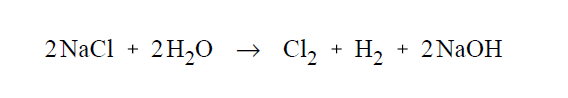 2NaCl + 2H₂O → Cl₂ + H₂ + 2NaOH